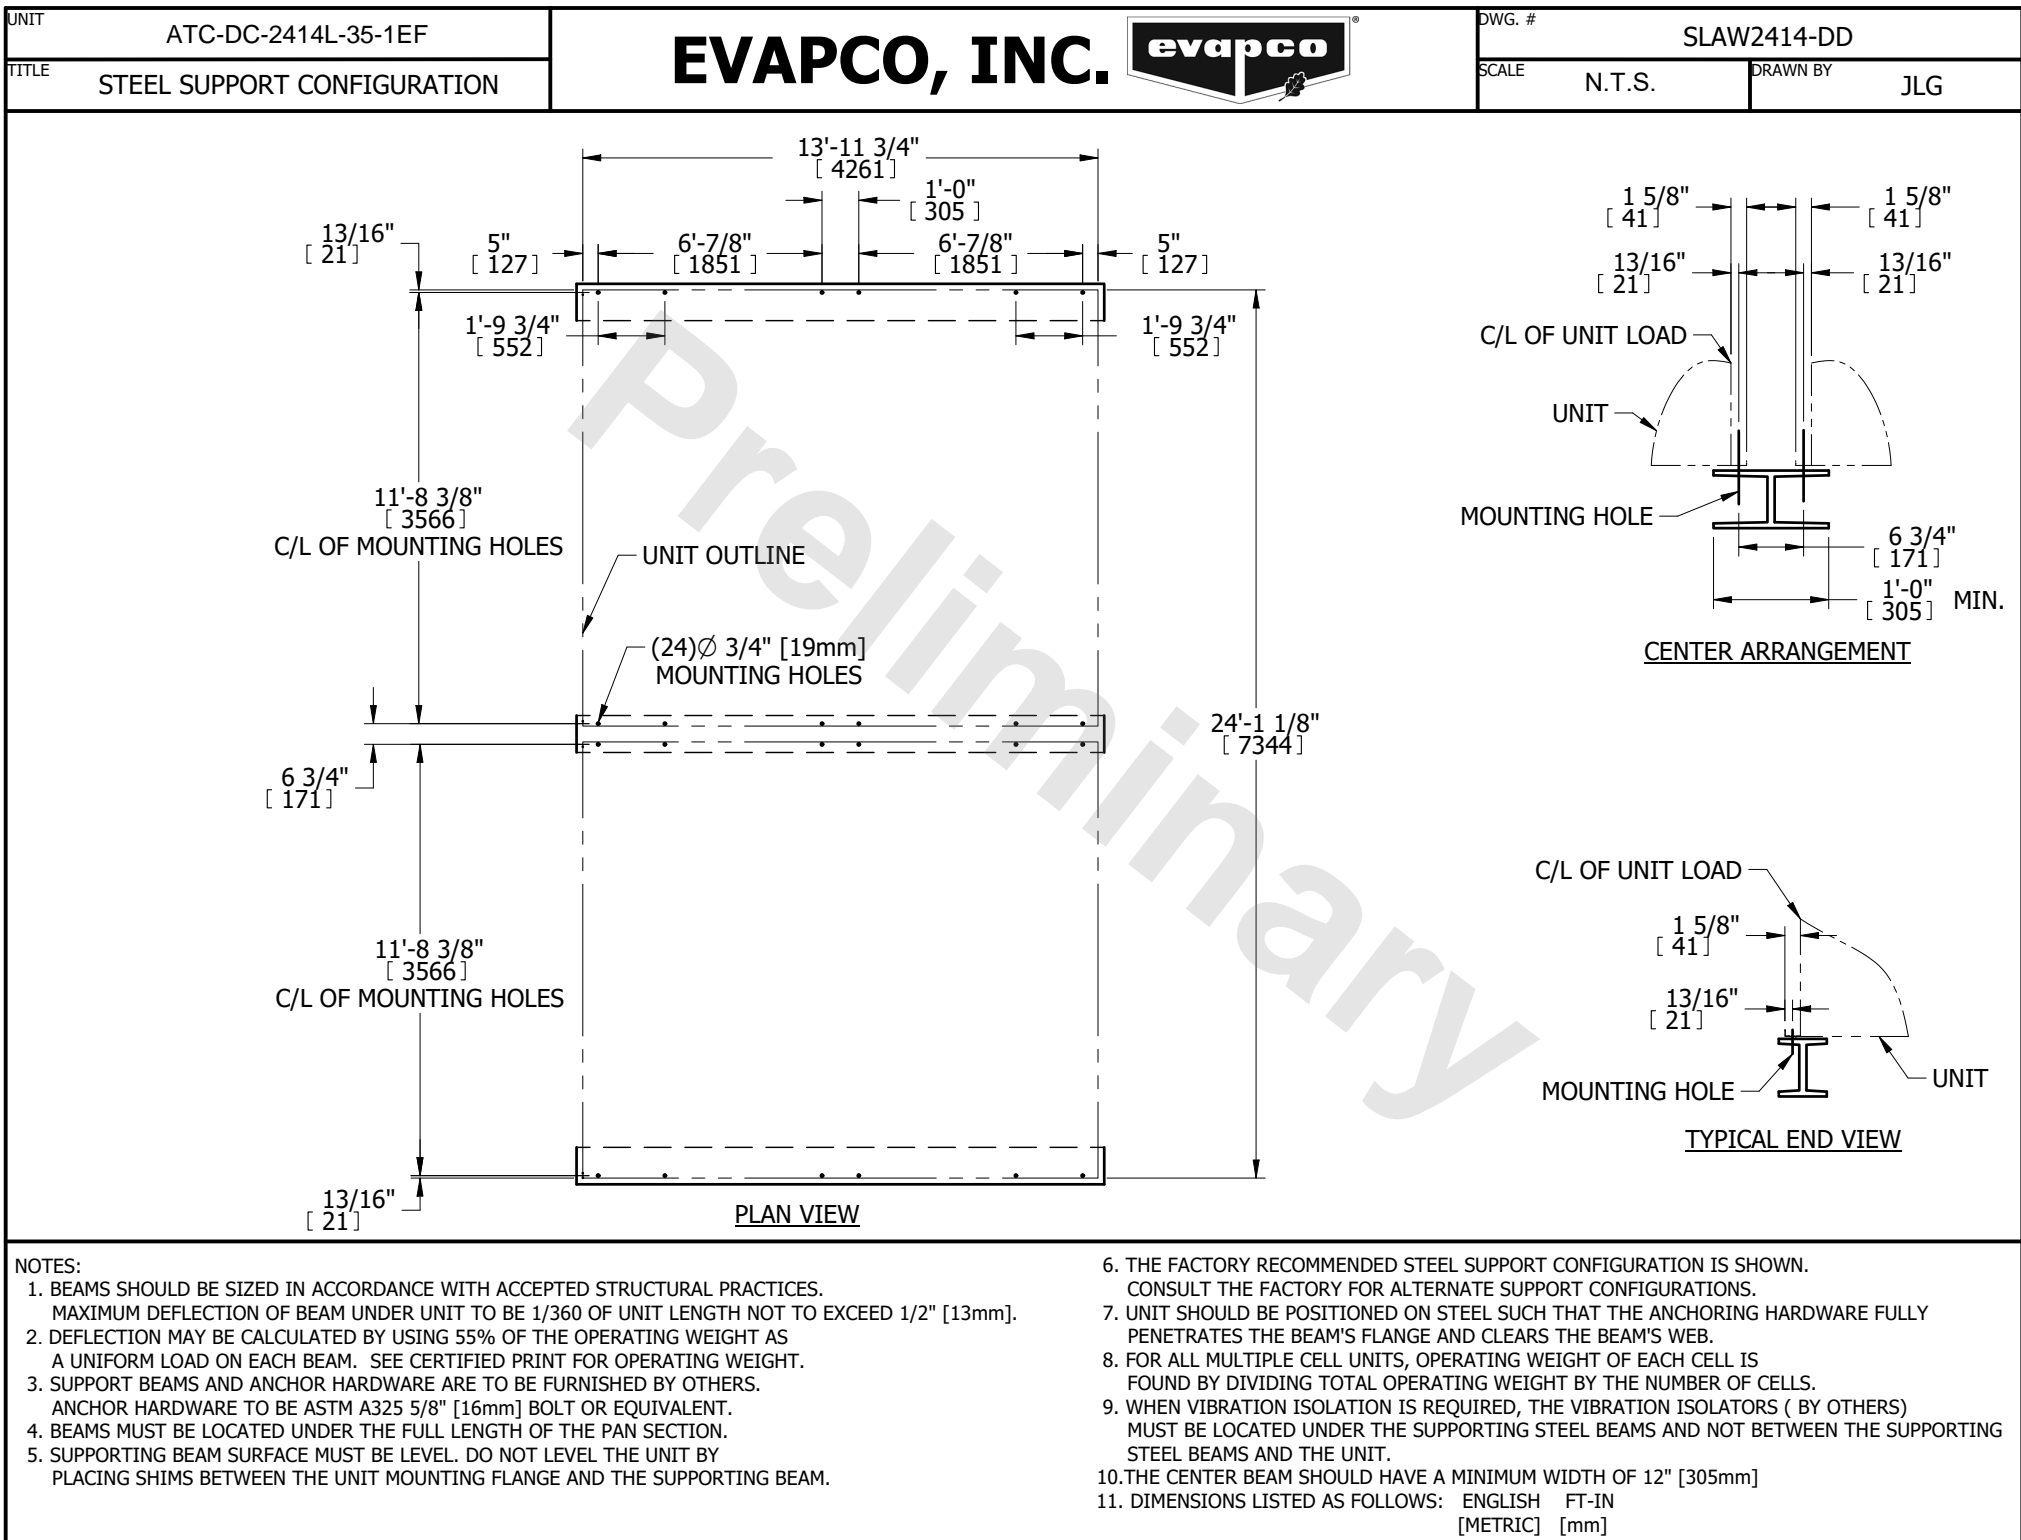 UNIT
ATC-DC-2414L-35-1EF
TITLE
STEEL SUPPORT CONFIGURATION
EVAPCO, INC.
evapco
®
DWG. #
SLAW2414-DD
SCALE
N.T.S.
DRAWN BY
JLG
13'-11 3/4"
[ 4261 ]
1'-0"
[ 305 ]
13/16"
[ 21 ]
5"
[ 127 ]
6'-7/8"
[ 1851 ]
6'-7/8"
[ 1851 ]
5"
[ 127 ]
1'-9 3/4"
[ 552 ]
1'-9 3/4"
[ 552 ]
11'-8 3/8"
[ 3566 ]
C/L OF MOUNTING HOLES
UNIT OUTLINE
(24)∅ 3/4" [19mm]
MOUNTING HOLES
24'-1 1/8"
[ 7344 ]
6 3/4"
[ 171 ]
11'-8 3/8"
[ 3566 ]
C/L OF MOUNTING HOLES
13/16"
[ 21 ]
PLAN VIEW
Preliminary
1 5/8"
[ 41 ]
1 5/8"
[ 41 ]
13/16"
[ 21 ]
13/16"
[ 21 ]
C/L OF UNIT LOAD
UNIT
MOUNTING HOLE
6 3/4"
[ 171 ]
1'-0"
[ 305 ] MIN.
CENTER ARRANGEMENT
C/L OF UNIT LOAD
1 5/8"
[ 41 ]
13/16"
[ 21 ]
MOUNTING HOLE
UNIT
TYPICAL END VIEW
NOTES:
1. BEAMS SHOULD BE SIZED IN ACCORDANCE WITH ACCEPTED STRUCTURAL PRACTICES.
MAXIMUM DEFLECTION OF BEAM UNDER UNIT TO BE 1/360 OF UNIT LENGTH NOT TO EXCEED 1/2" [13mm].
2. DEFLECTION MAY BE CALCULATED BY USING 55% OF THE OPERATING WEIGHT AS
A UNIFORM LOAD ON EACH BEAM. SEE CERTIFIED PRINT FOR OPERATING WEIGHT.
3. SUPPORT BEAMS AND ANCHOR HARDWARE ARE TO BE FURNISHED BY OTHERS.
ANCHOR HARDWARE TO BE ASTM A325 5/8" [16mm] BOLT OR EQUIVALENT.
4. BEAMS MUST BE LOCATED UNDER THE FULL LENGTH OF THE PAN SECTION.
5. SUPPORTING BEAM SURFACE MUST BE LEVEL. DO NOT LEVEL THE UNIT BY
PLACING SHIMS BETWEEN THE UNIT MOUNTING FLANGE AND THE SUPPORTING BEAM.
6. THE FACTORY RECOMMENDED STEEL SUPPORT CONFIGURATION IS SHOWN.
CONSULT THE FACTORY FOR ALTERNATE SUPPORT CONFIGURATIONS.
7. UNIT SHOULD BE POSITIONED ON STEEL SUCH THAT THE ANCHORING HARDWARE FULLY
PENETRATES THE BEAM'S FLANGE AND CLEARS THE BEAM'S WEB.
8. FOR ALL MULTIPLE CELL UNITS, OPERATING WEIGHT OF EACH CELL IS
FOUND BY DIVIDING TOTAL OPERATING WEIGHT BY THE NUMBER OF CELLS.
9. WHEN VIBRATION ISOLATION IS REQUIRED, THE VIBRATION ISOLATORS ( BY OTHERS)
MUST BE LOCATED UNDER THE SUPPORTING STEEL BEAMS AND NOT BETWEEN THE SUPPORTING
STEEL BEAMS AND THE UNIT.
10.THE CENTER BEAM SHOULD HAVE A MINIMUM WIDTH OF 12" [305mm]
11. DIMENSIONS LISTED AS FOLLOWS: ENGLISH FT-IN
[METRIC] [mm]